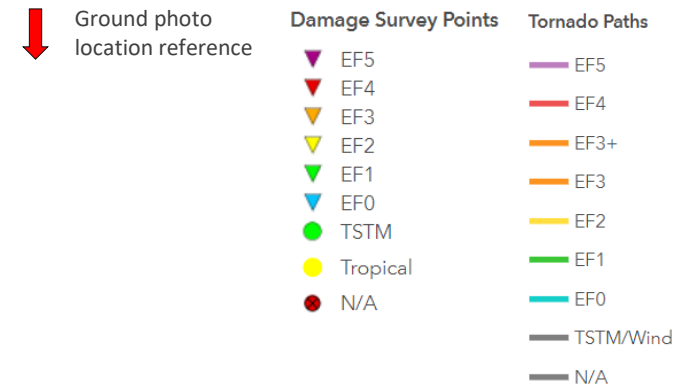 Ground photo
location reference
Damage Survey Points
EF5
EF4
EF3
EF2
EF1
EF0
TSTM
Tropical
N/A
Tornado Paths
EF5
EF4
EF3+
EF3
EF2
EF1
EF0
TSTM/Wind
N/A